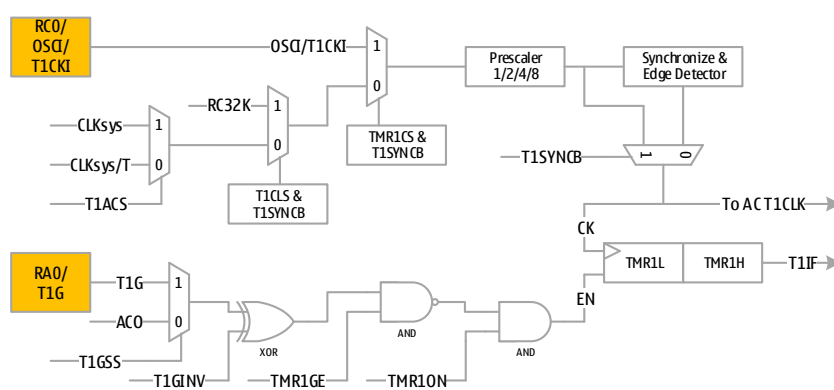 RC0/
OSCI/
T1CKI
OSCI/T1CKI
1
0
Prescaler
1/2/4/8
Synchronize &
Edge Detector
RC32K
1
0
CLKsys
1
CLKsys/T
0
T1ACS
TMR1CS &
T1SYNCB
T1CLS &
T1SYNCB
T1SYNCB
1
0
To AC T1CLK
CK
TMR1L
TMR1H
T1IF
EN
RA0/
T1G
T1G
1
ACO
0
T1GSS
T1GINV
XOR
TMR1GE
AND
TMR1ON
AND